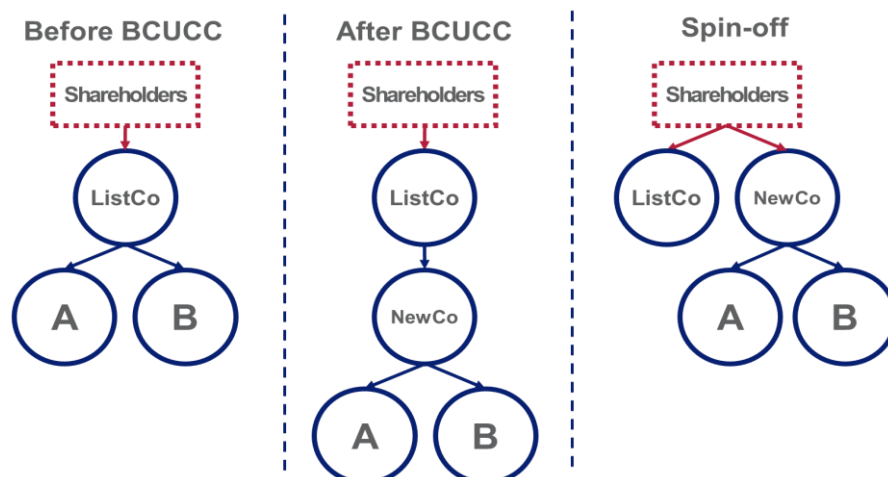 Before BCUCC
Shareholders
ListCo
A
B
After BCUCC
Shareholders
ListCo
NewCo
A
B
Spin-off
Shareholders
ListCo
NewCo
A
B